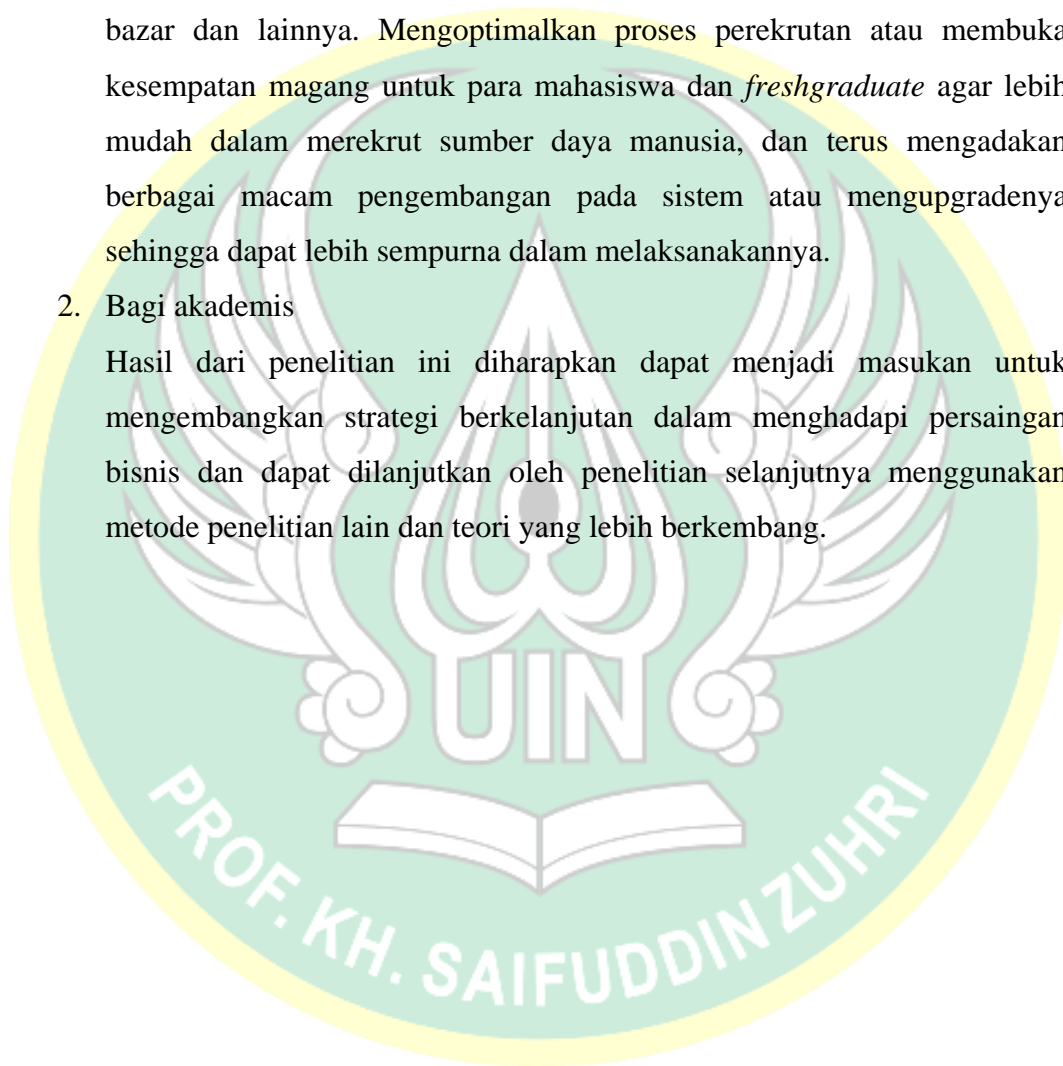 bazar dan lainnya. Mengoptimalkan proses perekrutan atau membuka
kesempatan magang untuk para mahasiswa dan freshgraduate agar lebih
mudah dalam merekrut sumber daya manusia, dan terus mengadakan
berbagai macam pengembangan pada sistem atau mengupgradenya
sehingga dapat lebih sempurna dalam melaksanakannya.
2. Bagi akademis
Hasil dari penelitian ini diharapkan dapat menjadi masukan untuk
mengembangkan strategi berkelanjutan dalam menghadapi persaingan
bisnis dan dapat dilanjutkan oleh penelitian selanjutnya menggunakan
metode penelitian lain dan teori yang lebih berkembang.
UIN
PROF. KH. SAIFUDDIN ZUHRI